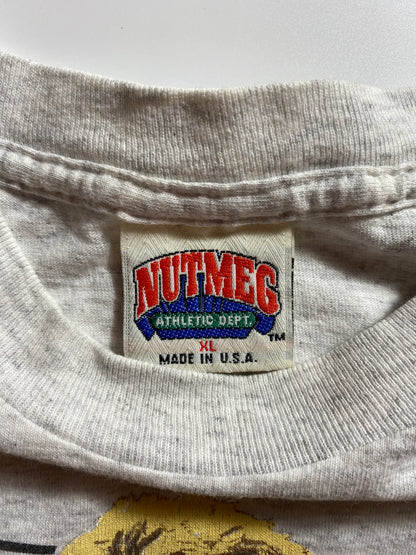 NUTMEG
ATHLETIC DEPT.
TM
XL
MADE IN U.S.A.